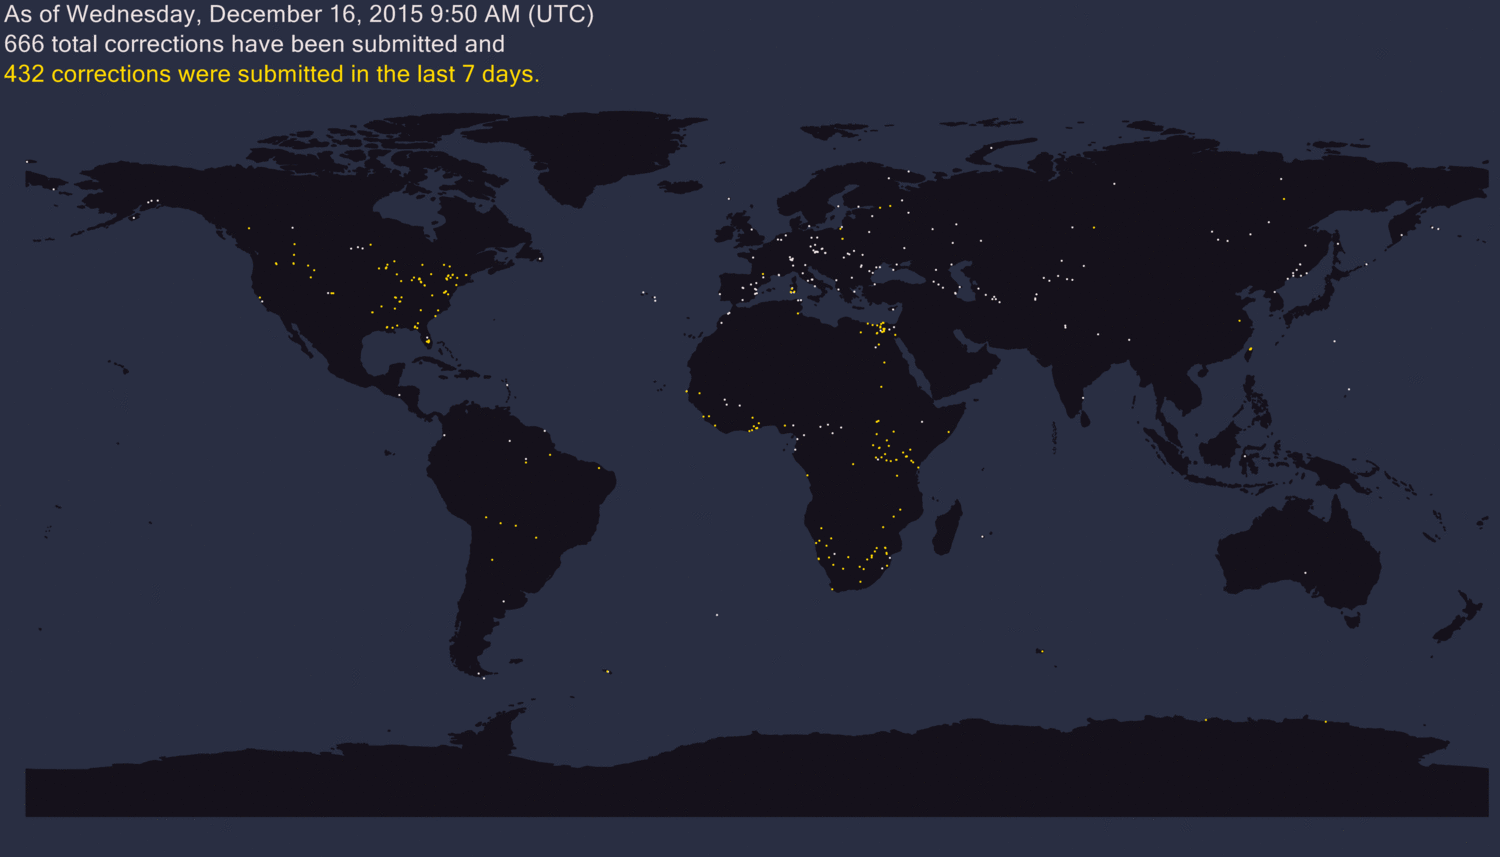 As of Wednesday, December 16, 2015 9:50 AM (UTC)
666 total corrections have been submitted and
432 corrections were submitted in the last 7 days.